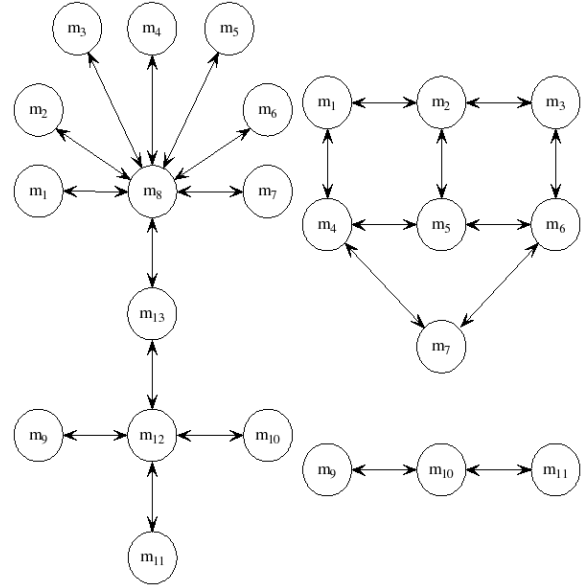 m₃ m₄ m₅
m₂ m₆
m₁ m₈ m₇
m₁₃
m₉ m₁₂ m₁₀
m₁₁
m₁ m₂ m₃
m₄ m₅ m₆
m₇
m₉ m₁₀ m₁₁